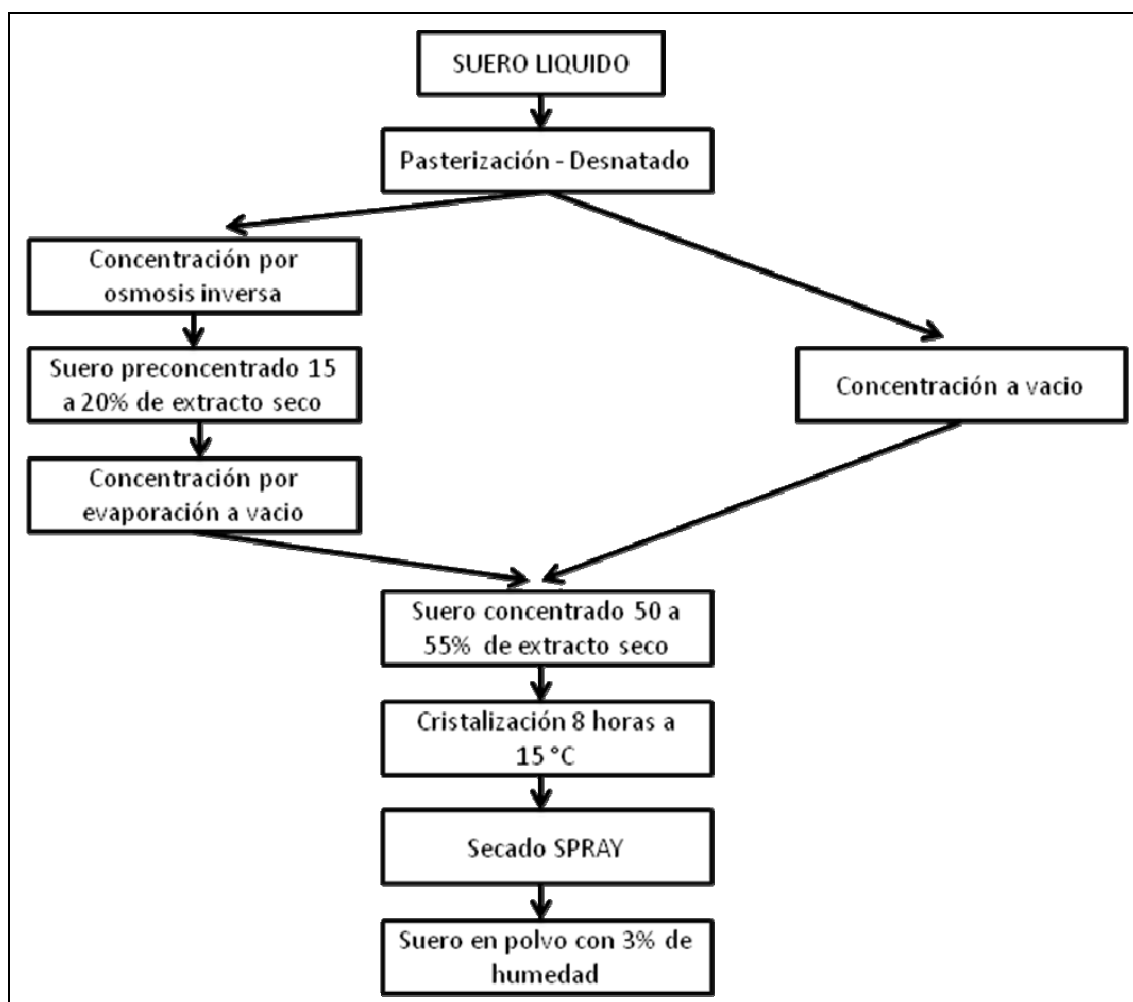 SUERO LIQUIDO
Pasterización - Desnatado
Concentración por
osmosis inversa
Suero preconcentrado 15
a 20% de extracto seco
Concentración a vacio
Concentración por
evaporación a vacio
Suero concentrado 50 a
55% de extracto seco
Cristalización 8 horas a
15 °C
Secado SPRAY
Suero en polvo con 3% de
humedad